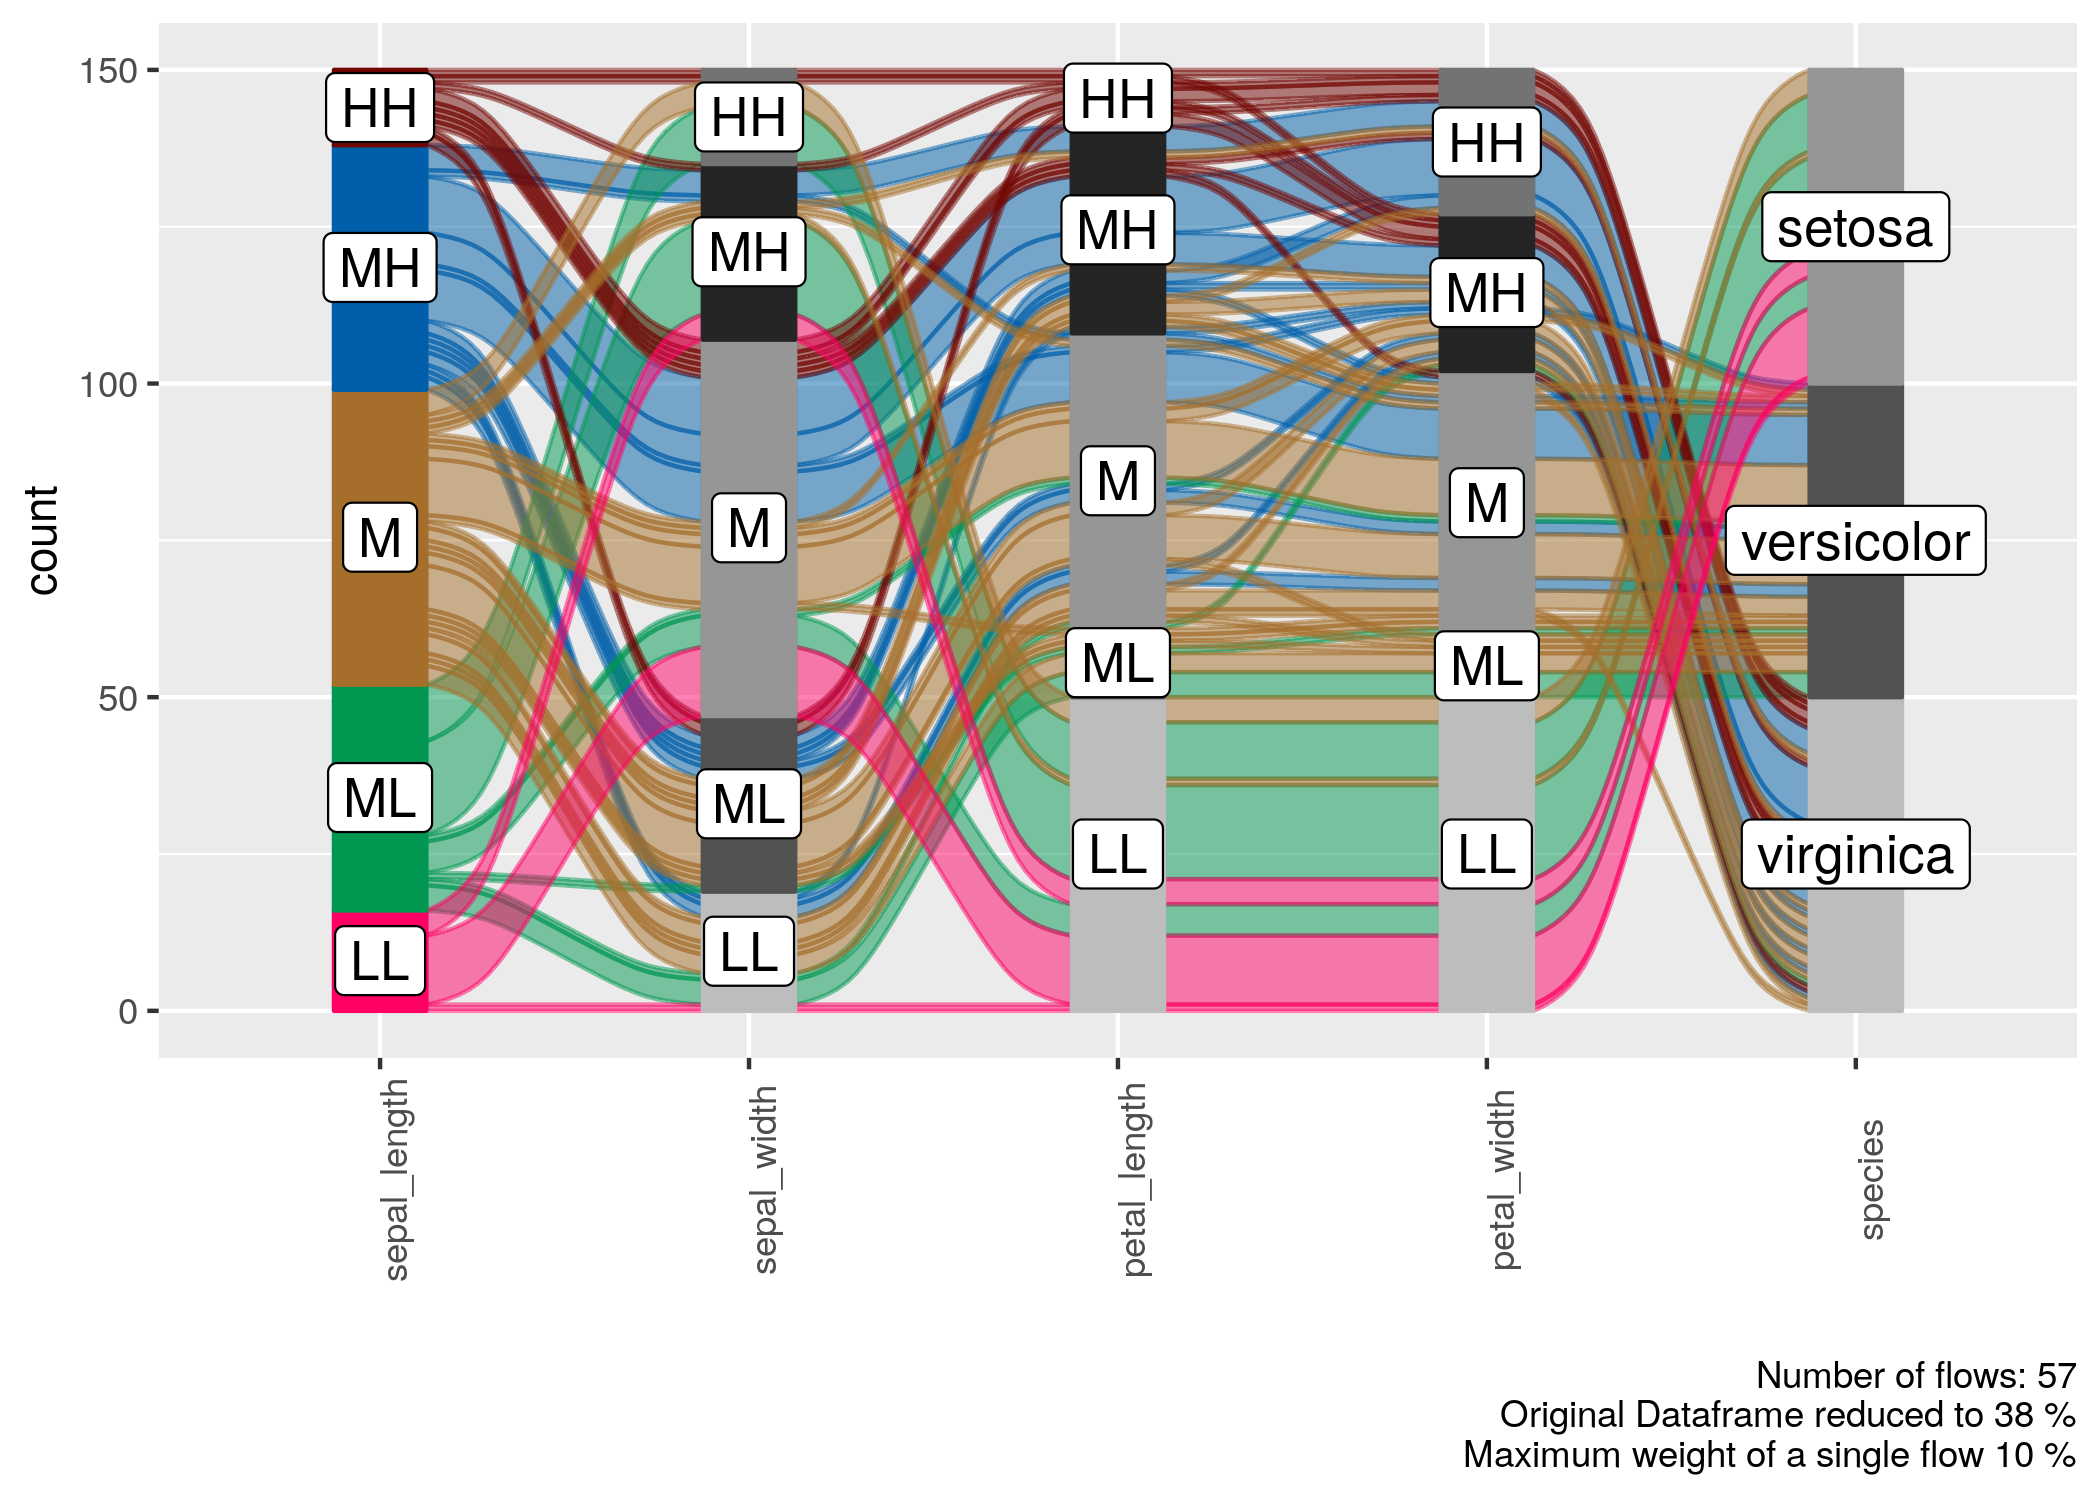 150
100
50
0
count
HH
MH
M
ML
LL
HH
MH
M
ML
LL
HH
MH
M
ML
LL
HH
MH
M
ML
LL
setosa
versicolor
virginica
sepal_length
sepal_width
petal_length
petal_width
species
Number of flows: 57
Original Dataframe reduced to 38 %
Maximum weight of a single flow 10 %